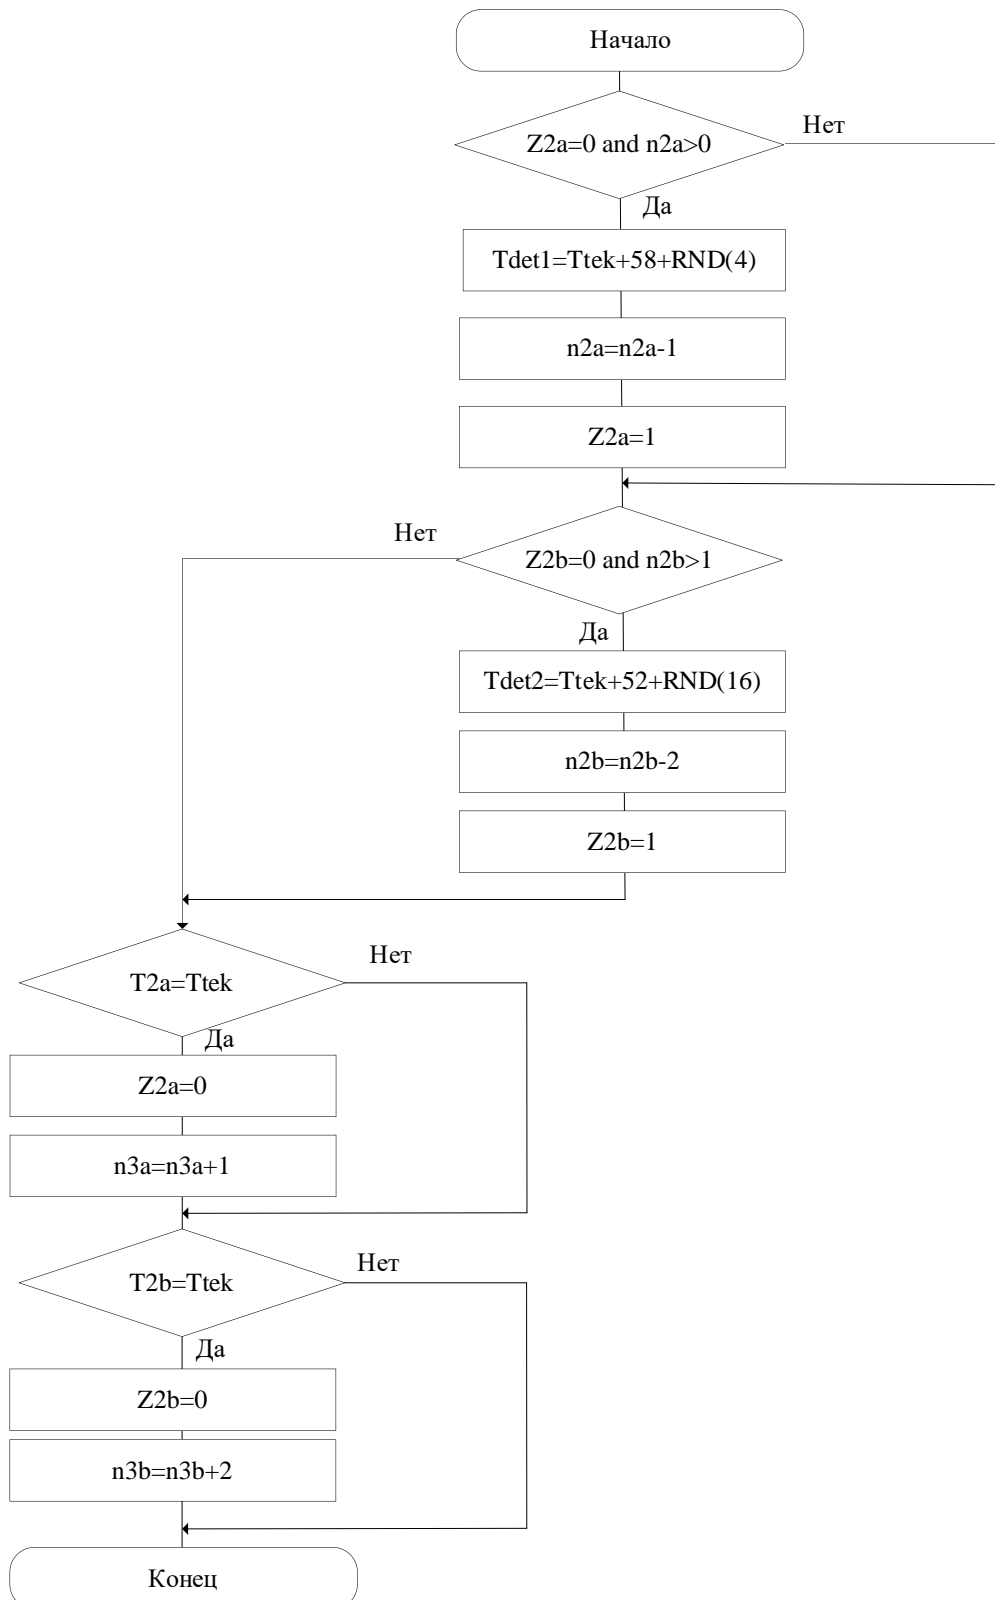 Начало
Z2a=0 and n2a>0
Нет
Да
Tdet1=Ttek+58+RND(4)
n2a=n2a-1
Z2a=1
Нет
Z2b=0 and n2b>1
Да
Tdet2=Ttek+52+RND(16)
n2b=n2b-2
Z2b=1
Нет
T2a=Ttek
Да
Z2a=0
n3a=n3a+1
Нет
T2b=Ttek
Да
Z2b=0
n3b=n3b+2
Конец